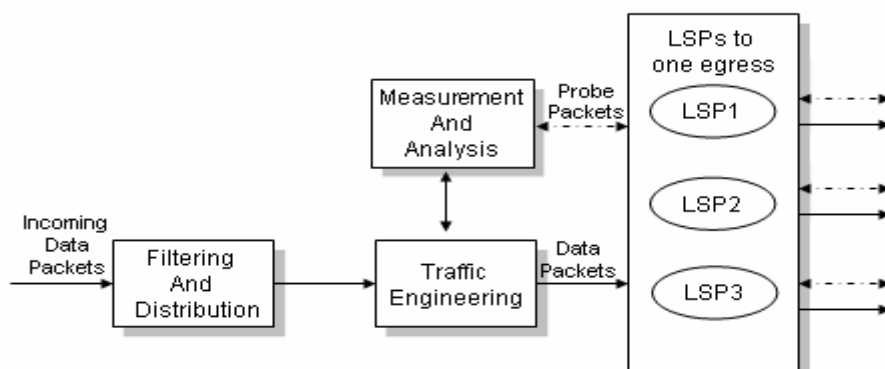 LSPs to
one egress
Measurement
And
Analysis
Probe
Packets
LSP1
LSP2
Incoming
Data
Packets
Filtering
And
Distribution
Traffic
Engineering
Data
Packets
LSP3